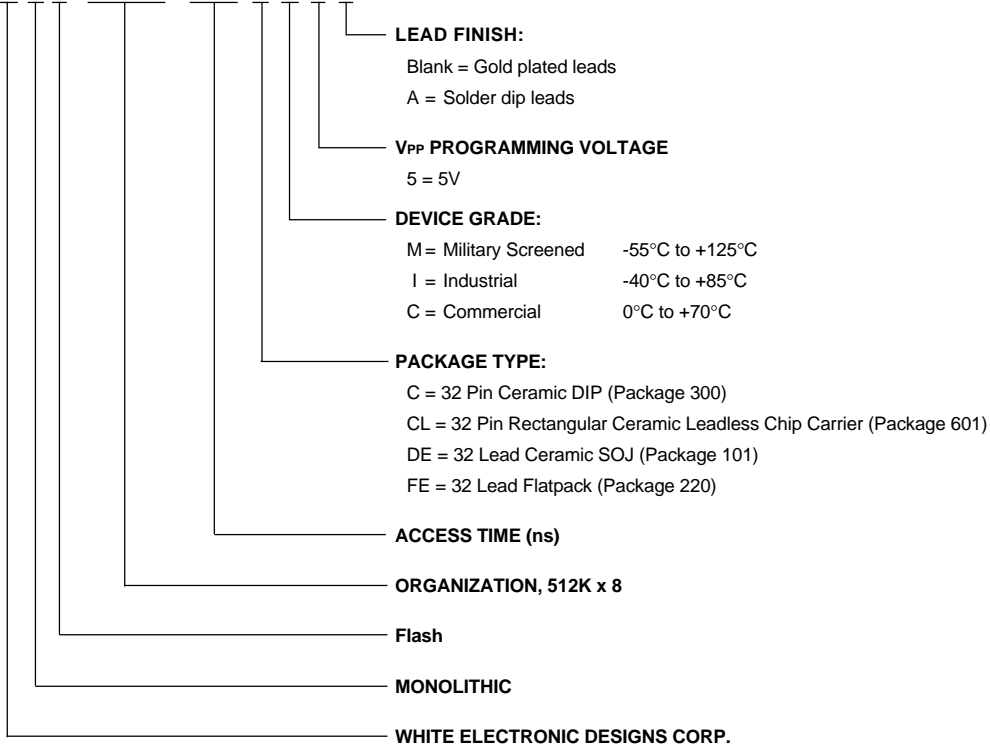 LEAD FINISH:
Blank = Gold plated leads
A = Solder dip leads
VPP PROGRAMMING VOLTAGE
5 = 5V
DEVICE GRADE:
M = Military Screened -55°C to +125°C
I = Industrial -40°C to +85°C
C = Commercial 0°C to +70°C
PACKAGE TYPE:
C = 32 Pin Ceramic DIP (Package 300)
CL = 32 Pin Rectangular Ceramic Leadless Chip Carrier (Package 601)
DE = 32 Lead Ceramic SOJ (Package 101)
FE = 32 Lead Flatpack (Package 220)
ACCESS TIME (ns)
ORGANIZATION, 512K x 8
Flash
MONOLITHIC
WHITE ELECTRONIC DESIGNS CORP.